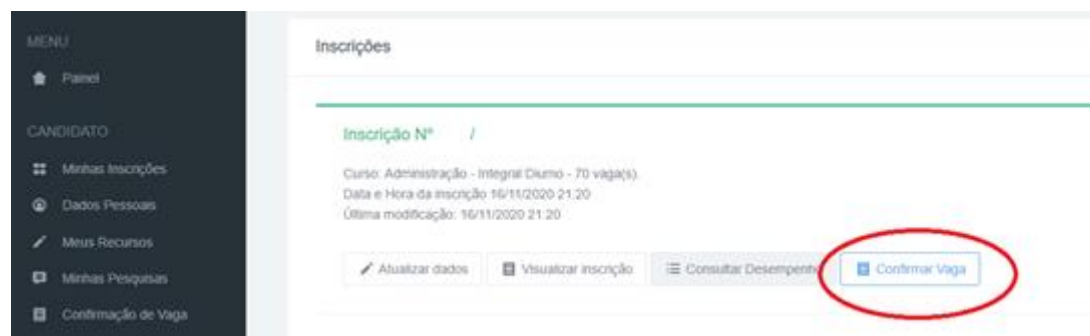 MENU
Painel
CANDIDATO
Minhas Inscrições
Dados Pessoais
Meus Recursos
Minhas Pesquisas
Confirmação de Vaga
Inscrições
Inscrição Nº /
Curso: Administração - Integral Diurno - 70 vaga(s).
Data e Hora da inscrição 16/11/2020 21:20
Última modificação: 16/11/2020 21:20
Atualizar dados Visualizar inscrição Consultar Desempenho Confirmar Vaga